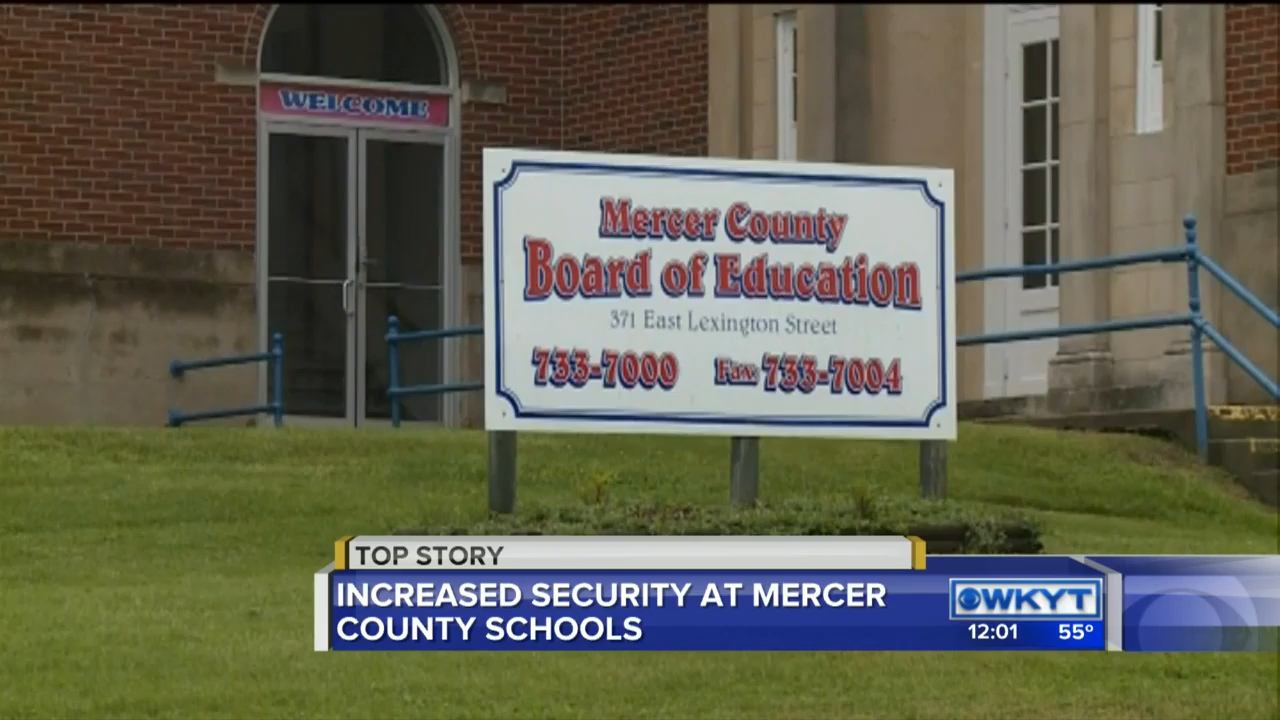 WELCOME
Mercer County
Board of Education
371 East Lexington Street
733-7000 Fax 733-7004
TOP STORY
INCREASED SECURITY AT MERCER
COUNTY SCHOOLS
WKYT
12:01 55°